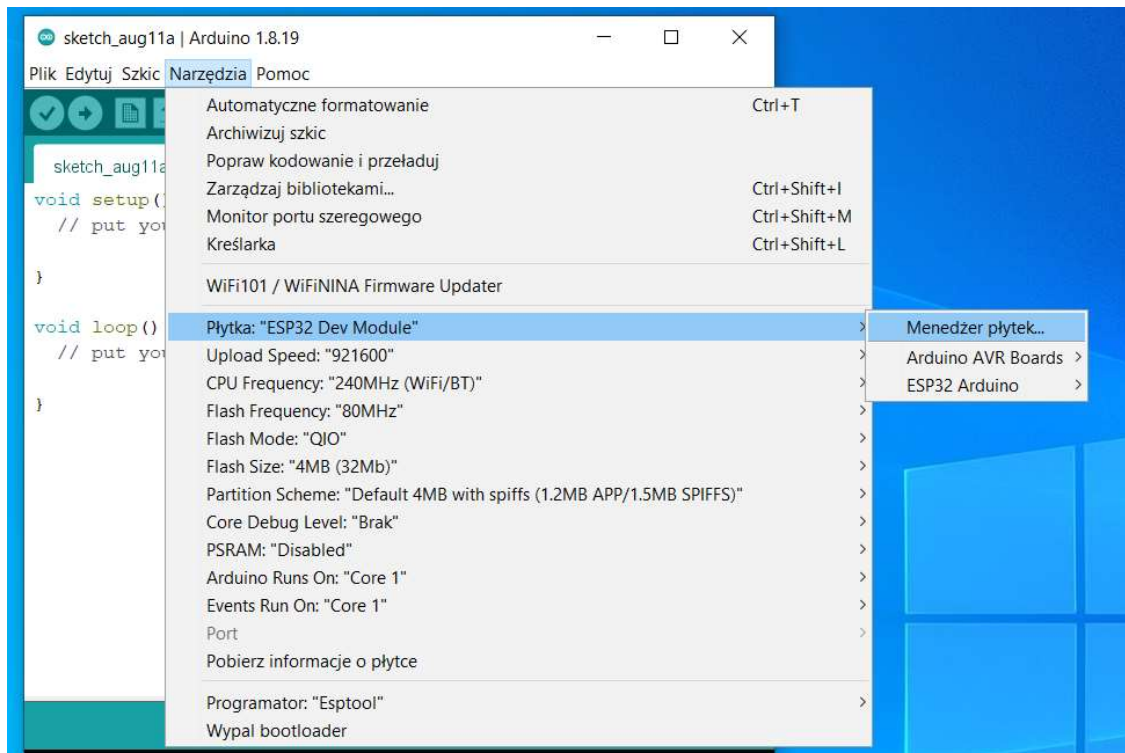 sketch_aug11a | Arduino 1.8.19
Plik Edytuj Szkic Narzędzia Pomoc
Automatyczne formatowanie Ctrl+T
Archiwizuj szkic
Popraw kodowanie i przeładuj
Zarządzaj bibliotekami... Ctrl+Shift+I
Monitor portu szeregowego Ctrl+Shift+M
Kreślarka Ctrl+Shift+L
WiFi101 / WiFiNINA Firmware Updater
Płytka: "ESP32 Dev Module"
Upload Speed: "921600"
CPU Frequency: "240MHz (WiFi/BT)"
Flash Frequency: "80MHz"
Flash Mode: "QIO"
Flash Size: "4MB (32Mb)"
Partition Scheme: "Default 4MB with spiffs (1.2MB APP/1.5MB SPIFFS)"
Core Debug Level: "Brak"
PSRAM: "Disabled"
Arduino Runs On: "Core 1"
Events Run On: "Core 1"
Port
Pobierz informacje o płytce
Programator: "Esptool"
Wypal bootloader
Menedżer płytek...
Arduino AVR Boards
ESP32 Arduino
sketch_aug11a
void setup()
// put you
}
void loop()
// put you
}